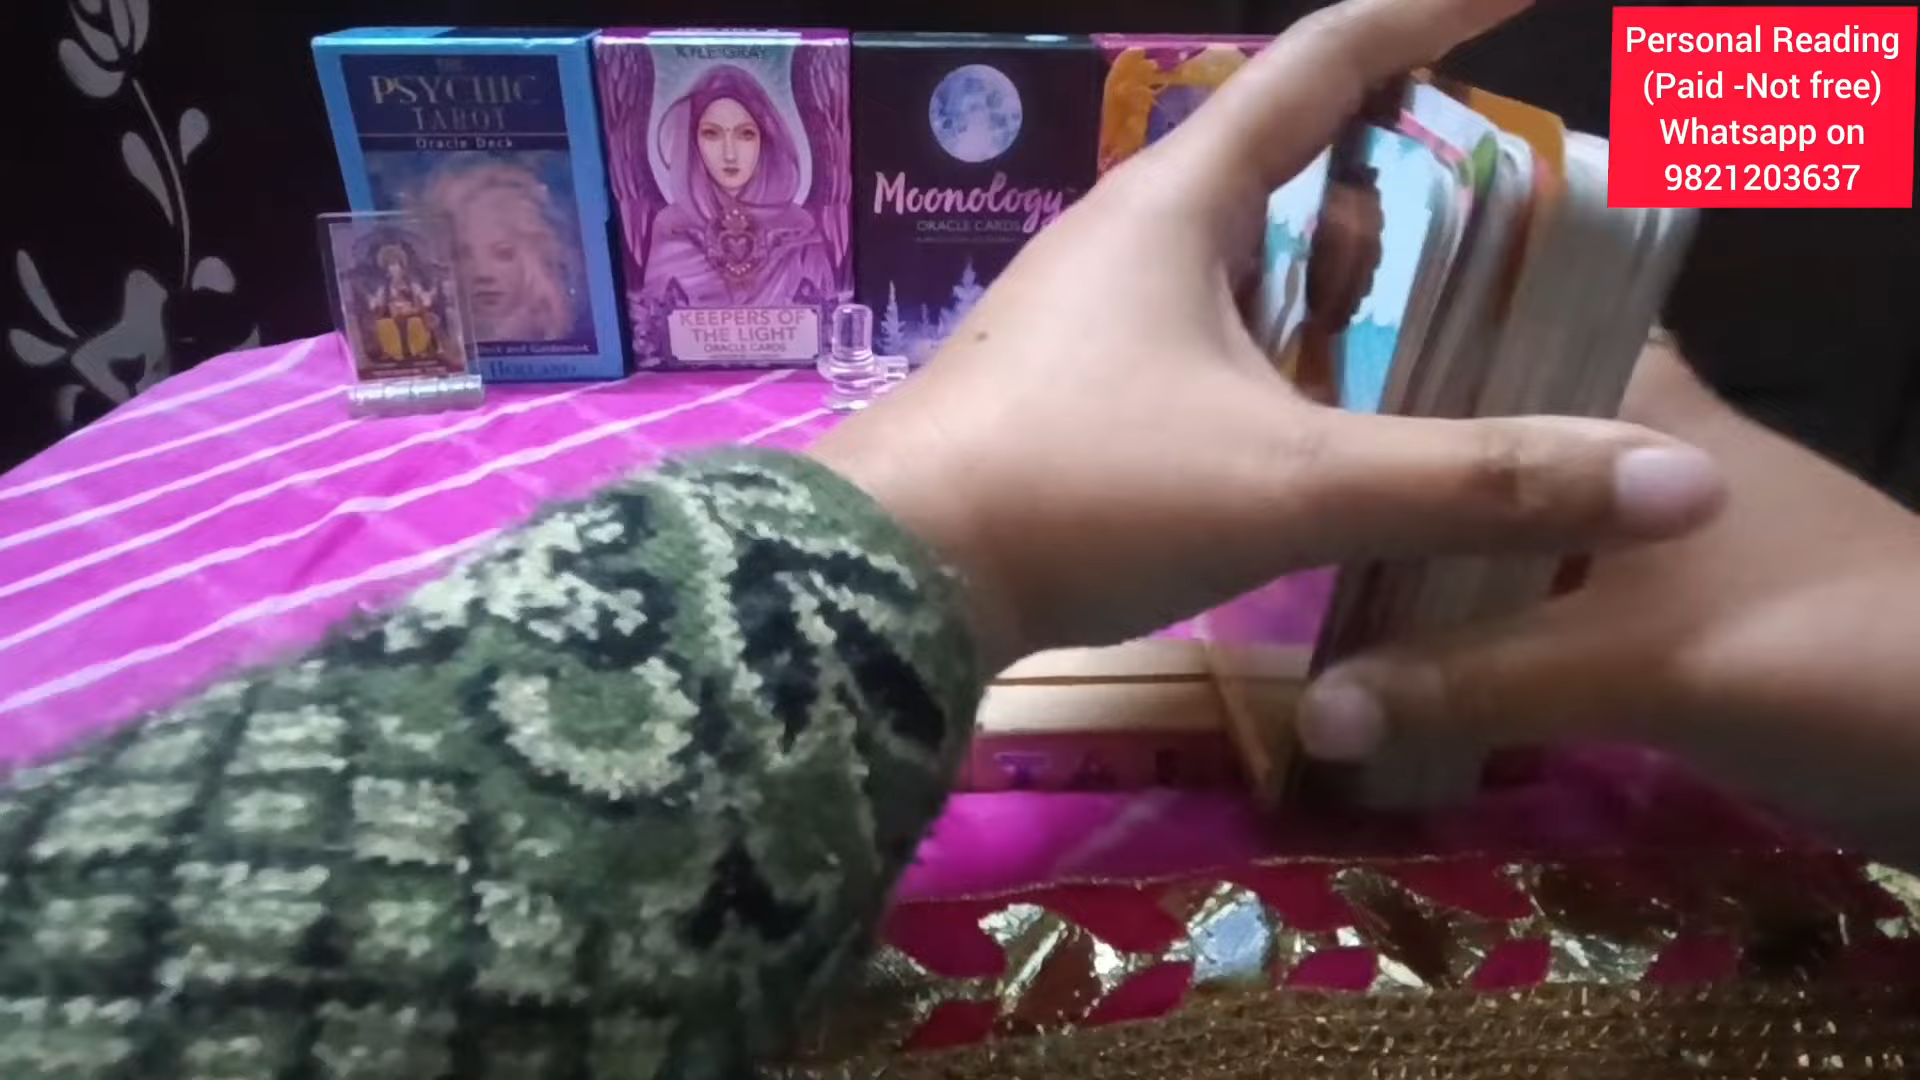 Personal Reading
(Paid -Not free)
Whatsapp on
9821203637
PSYCHIC
TAROT
Oracle Deck
KYLE GRAY
KEEPERS OF
THE LIGHT
ORACLE CARDS
Moonology
ORACLE CARDS